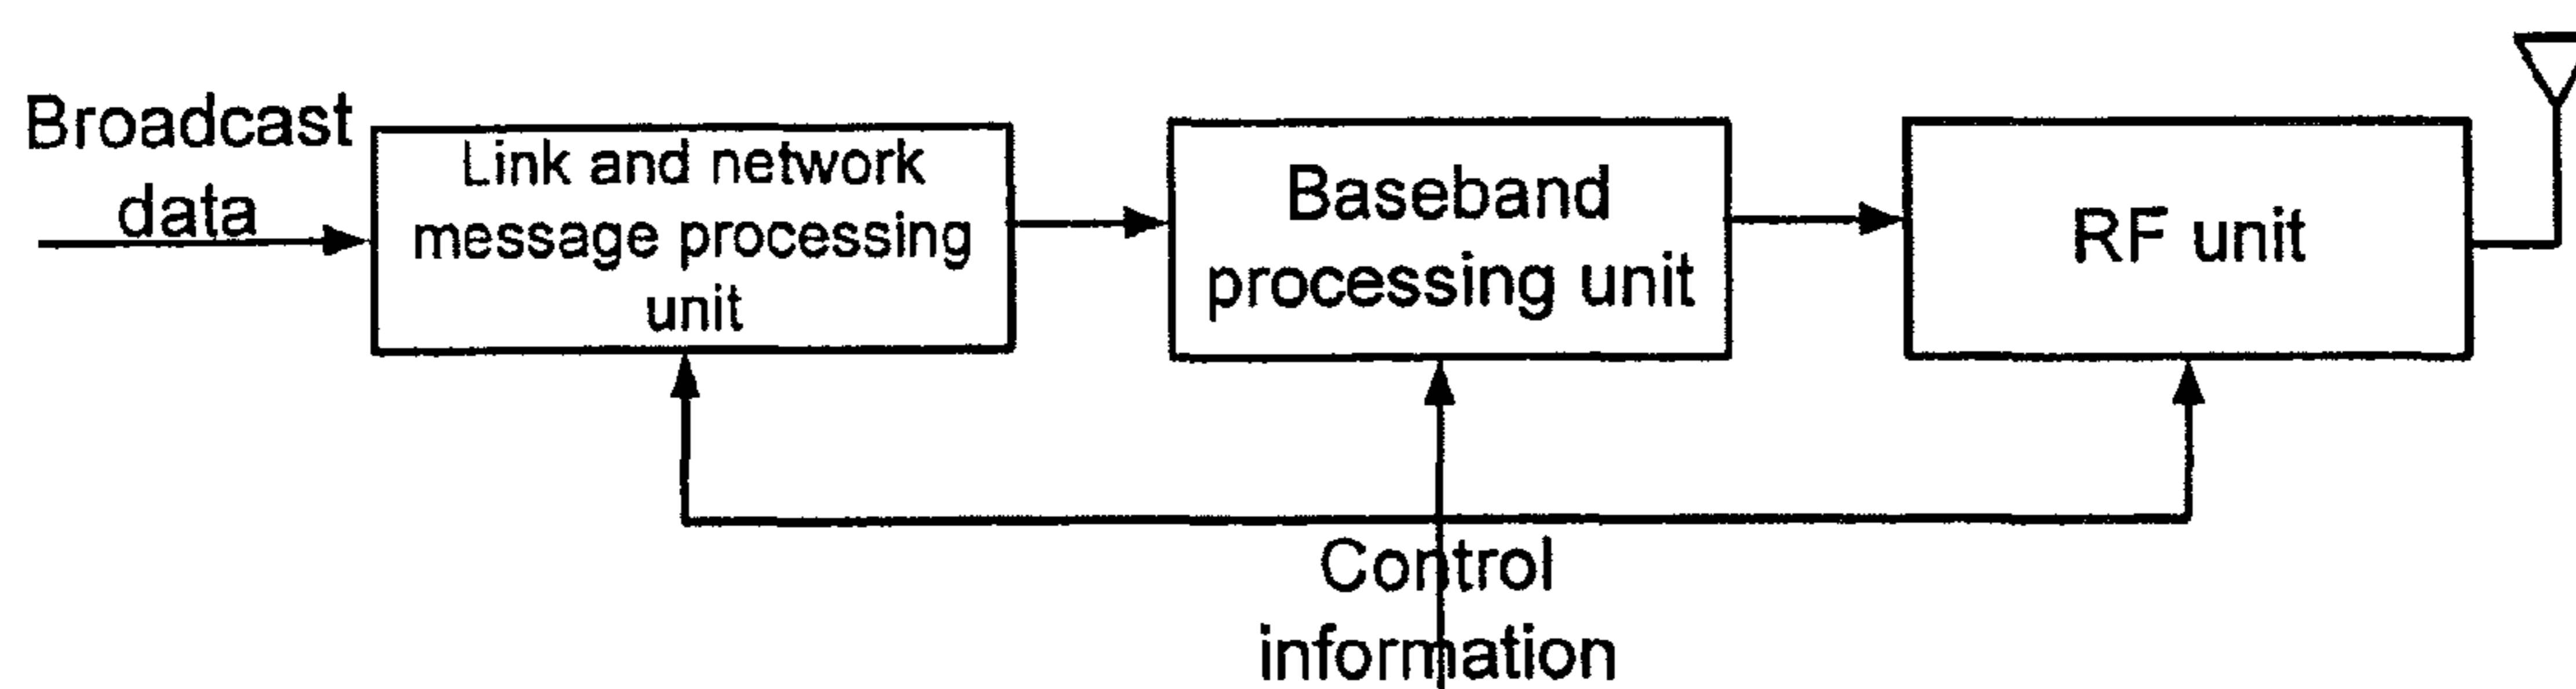 Broadcast
data
Link and network
message processing
unit
Baseband
processing unit
RF unit
Control
information